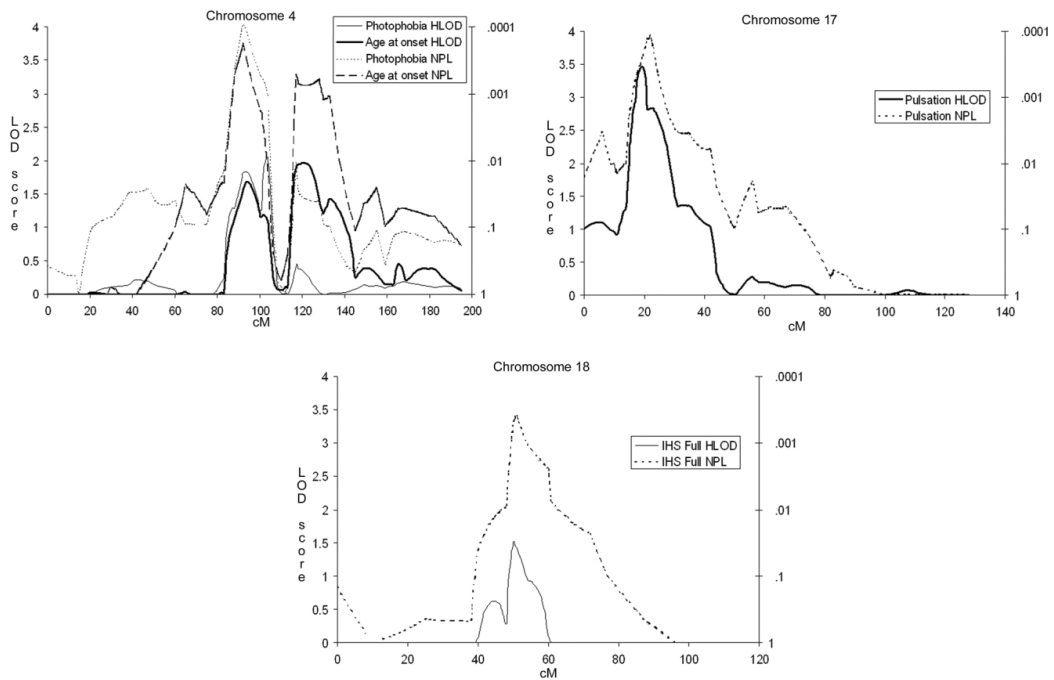 Chromosome 4
Photophobia HLOD
Age at onset HLOD
Photophobia NPL
Age at onset NPL
4
3.5
3
2.5
2
1.5
1
0.5
0
LOD score
.0001
.001
.01
.1
1
0 20 40 60 80 100 120 140 160 180 200
cM
Chromosome 17
Pulsation HLOD
Pulsation NPL
4
3.5
3
2.5
2
1.5
1
0.5
0
LOD score
.0001
.001
.01
.1
1
0 20 40 60 80 100 120 140
cM
Chromosome 18
IHS Full HLOD
IHS Full NPL
4
3.5
3
2.5
2
1.5
1
0.5
0
LOD score
.0001
.001
.01
.1
1
0 20 40 60 80 100 120
cM